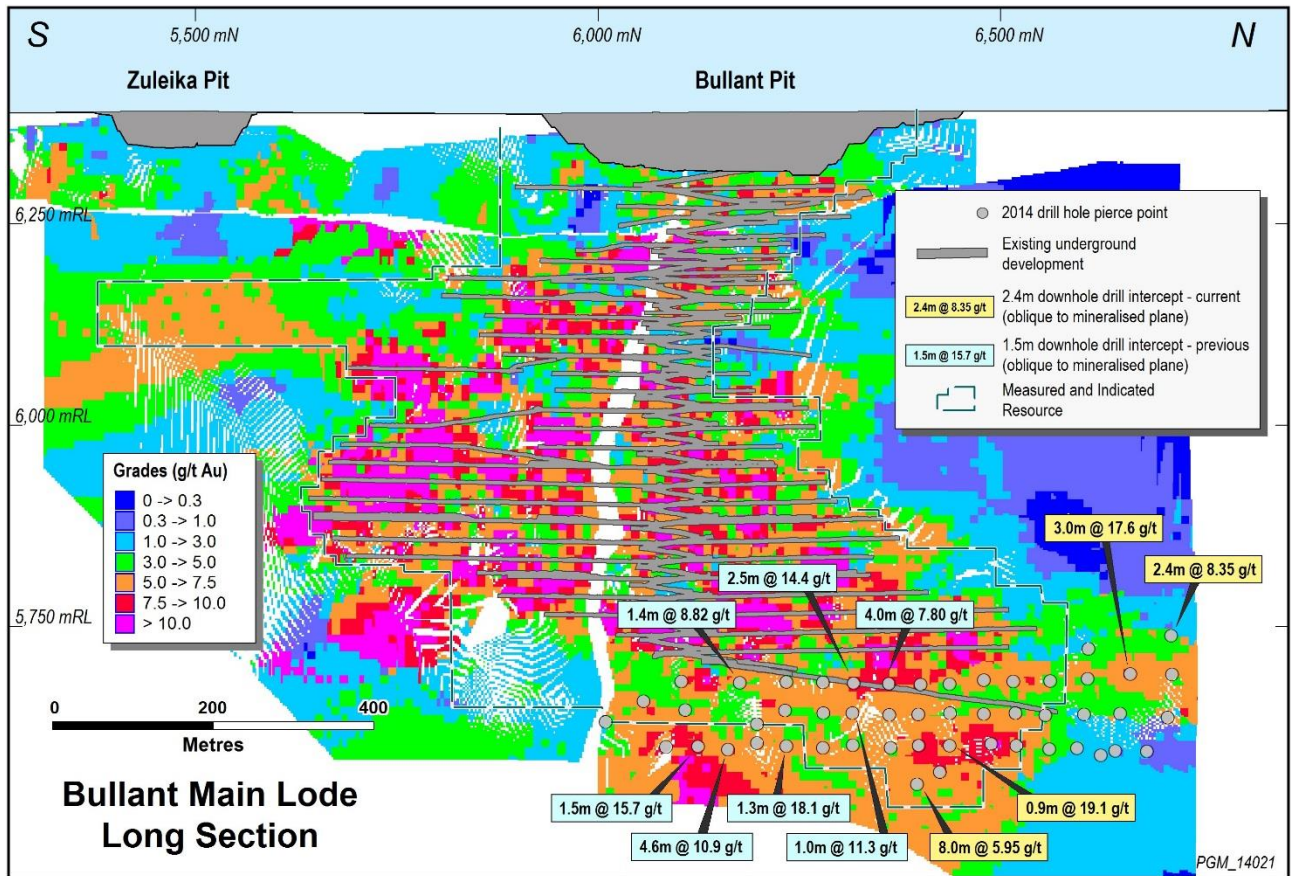 S
5,500 mN
6,000 mN
6,500 mN
N
Zuleika Pit
Bullant Pit
6,250 mRL
2014 drill hole pierce point
Existing underground
development
2.4m @ 8.35 g/t
2.4m downhole drill intercept - current
(oblique to mineralised plane)
1.5m @ 15.7 g/t
1.5m downhole drill intercept - previous
(oblique to mineralised plane)
Measured and Indicated
Resource
6,000 mRL
Grades (g/t Au)
0 -> 0.3
0.3 -> 1.0
1.0 -> 3.0
3.0 -> 5.0
5.0 -> 7.5
7.5 -> 10.0
> 10.0
5,750 mRL
3.0m @ 17.6 g/t
2.4m @ 8.35 g/t
2.5m @ 14.4 g/t
1.4m @ 8.82 g/t
4.0m @ 7.80 g/t
0
200
400
Metres
Bullant Main Lode
Long Section
1.5m @ 15.7 g/t
1.3m @ 18.1 g/t
0.9m @ 19.1 g/t
4.6m @ 10.9 g/t
1.0m @ 11.3 g/t
8.0m @ 5.95 g/t
PGM_14021